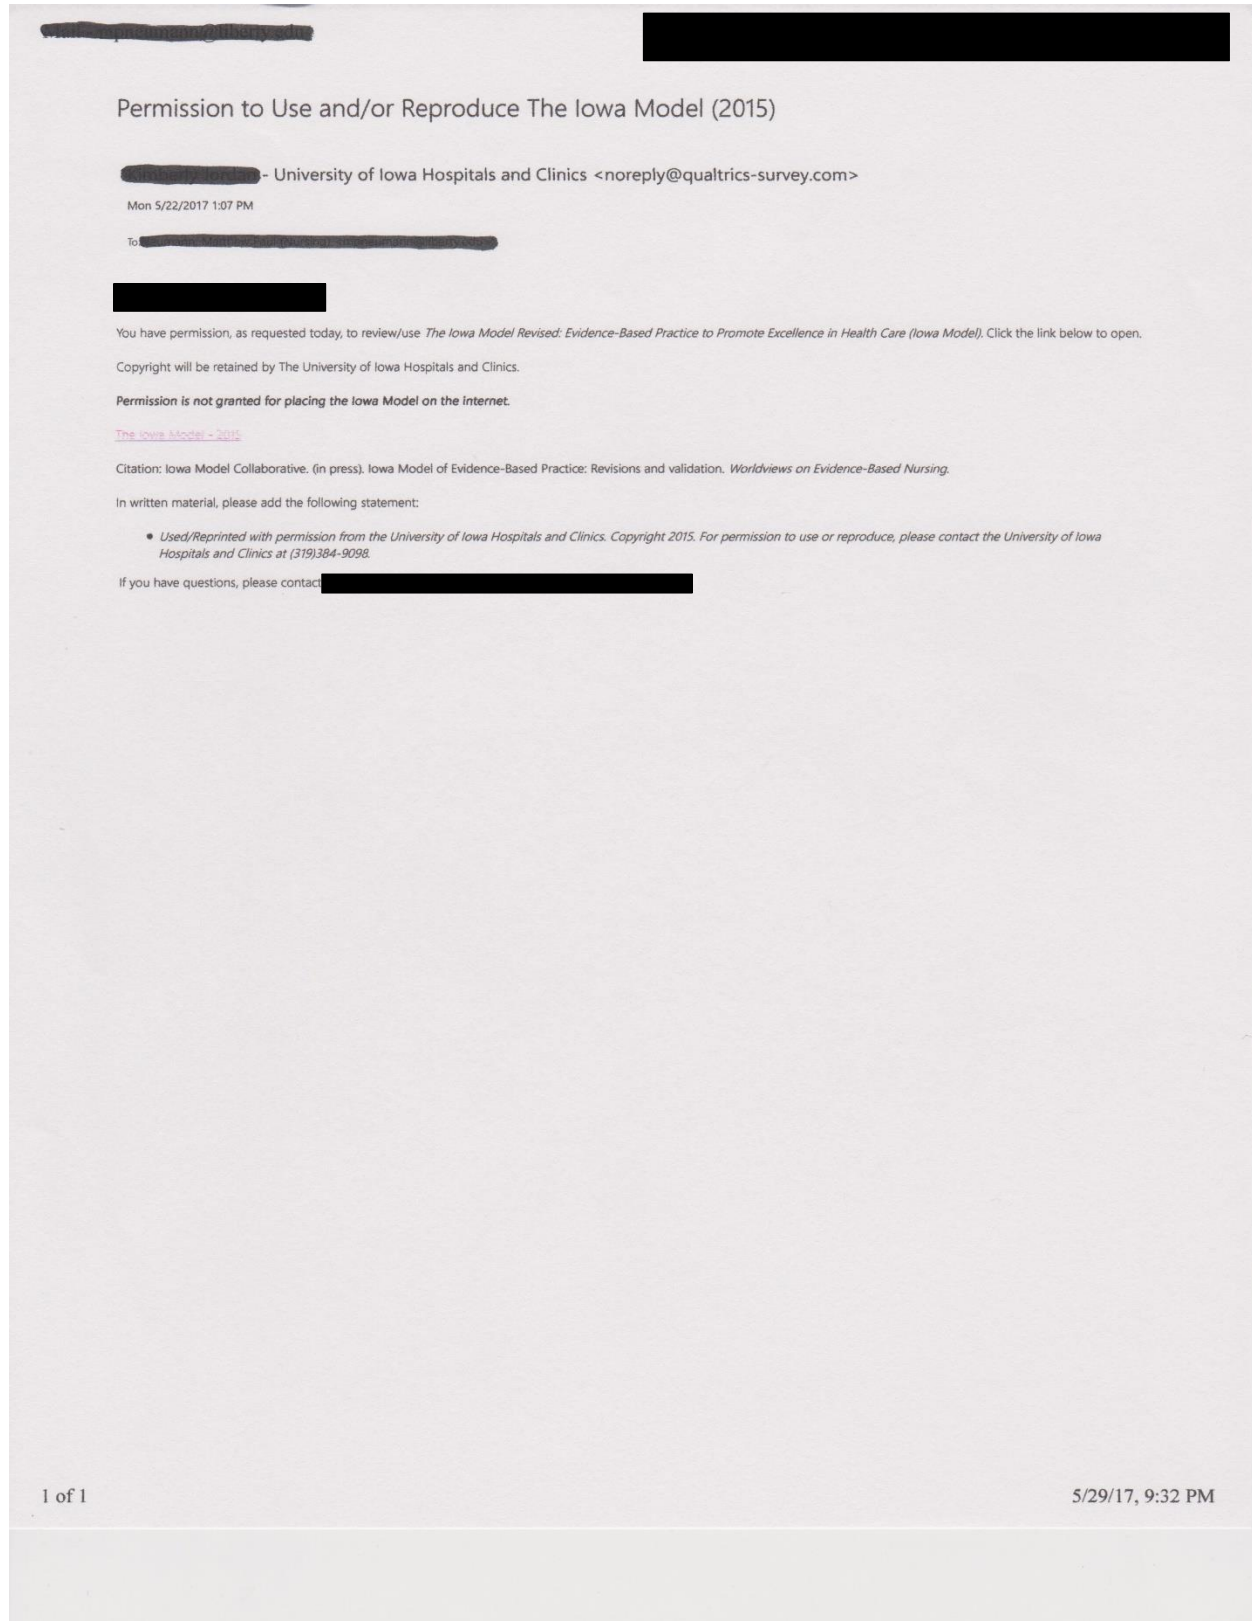 Permission to Use and/or Reproduce The Iowa Model (2015)
- University of Iowa Hospitals and Clinics <noreply@qualtrics-survey.com>
Mon 5/22/2017 1:07 PM
To:
You have permission, as requested today, to review/use The Iowa Model Revised: Evidence-Based Practice to Promote Excellence in Health Care (Iowa Model). Click the link below to open.
Copyright will be retained by The University of Iowa Hospitals and Clinics.
Permission is not granted for placing the Iowa Model on the internet.
The Iowa Model - 2015
Citation: Iowa Model Collaborative. (in press). Iowa Model of Evidence-Based Practice: Revisions and validation. Worldviews on Evidence-Based Nursing.
In written material, please add the following statement:
• Used/Reprinted with permission from the University of Iowa Hospitals and Clinics. Copyright 2015. For permission to use or reproduce, please contact the University of Iowa
Hospitals and Clinics at (319)384-9098.
If you have questions, please contact
1 of 1
5/29/17, 9:32 PM